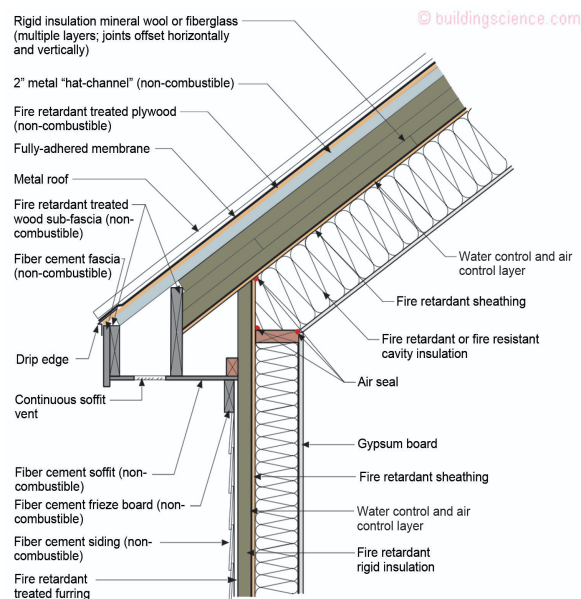 © buildingscience.com
Rigid insulation mineral wool or fiberglass
(multiple layers; joints offset horizontally
and vertically)
2” metal “hat-channel” (non-combustible)
Fire retardant treated plywood
(non-combustible)
Fully-adhered membrane
Metal roof
Fire retardant treated
wood sub-fascia (non-
combustible)
Fiber cement fascia
(non-combustible)
Drip edge
Continuous soffit
vent
Fiber cement soffit (non-
combustible)
Fiber cement frieze board (non-
combustible)
Fiber cement siding (non-
combustible)
Fire retardant
treated furring
Water control and air
control layer
Fire retardant sheathing
Fire retardant or fire resistant
cavity insulation
Air seal
Gypsum board
Fire retardant sheathing
Water control and air
control layer
Fire retardant
rigid insulation